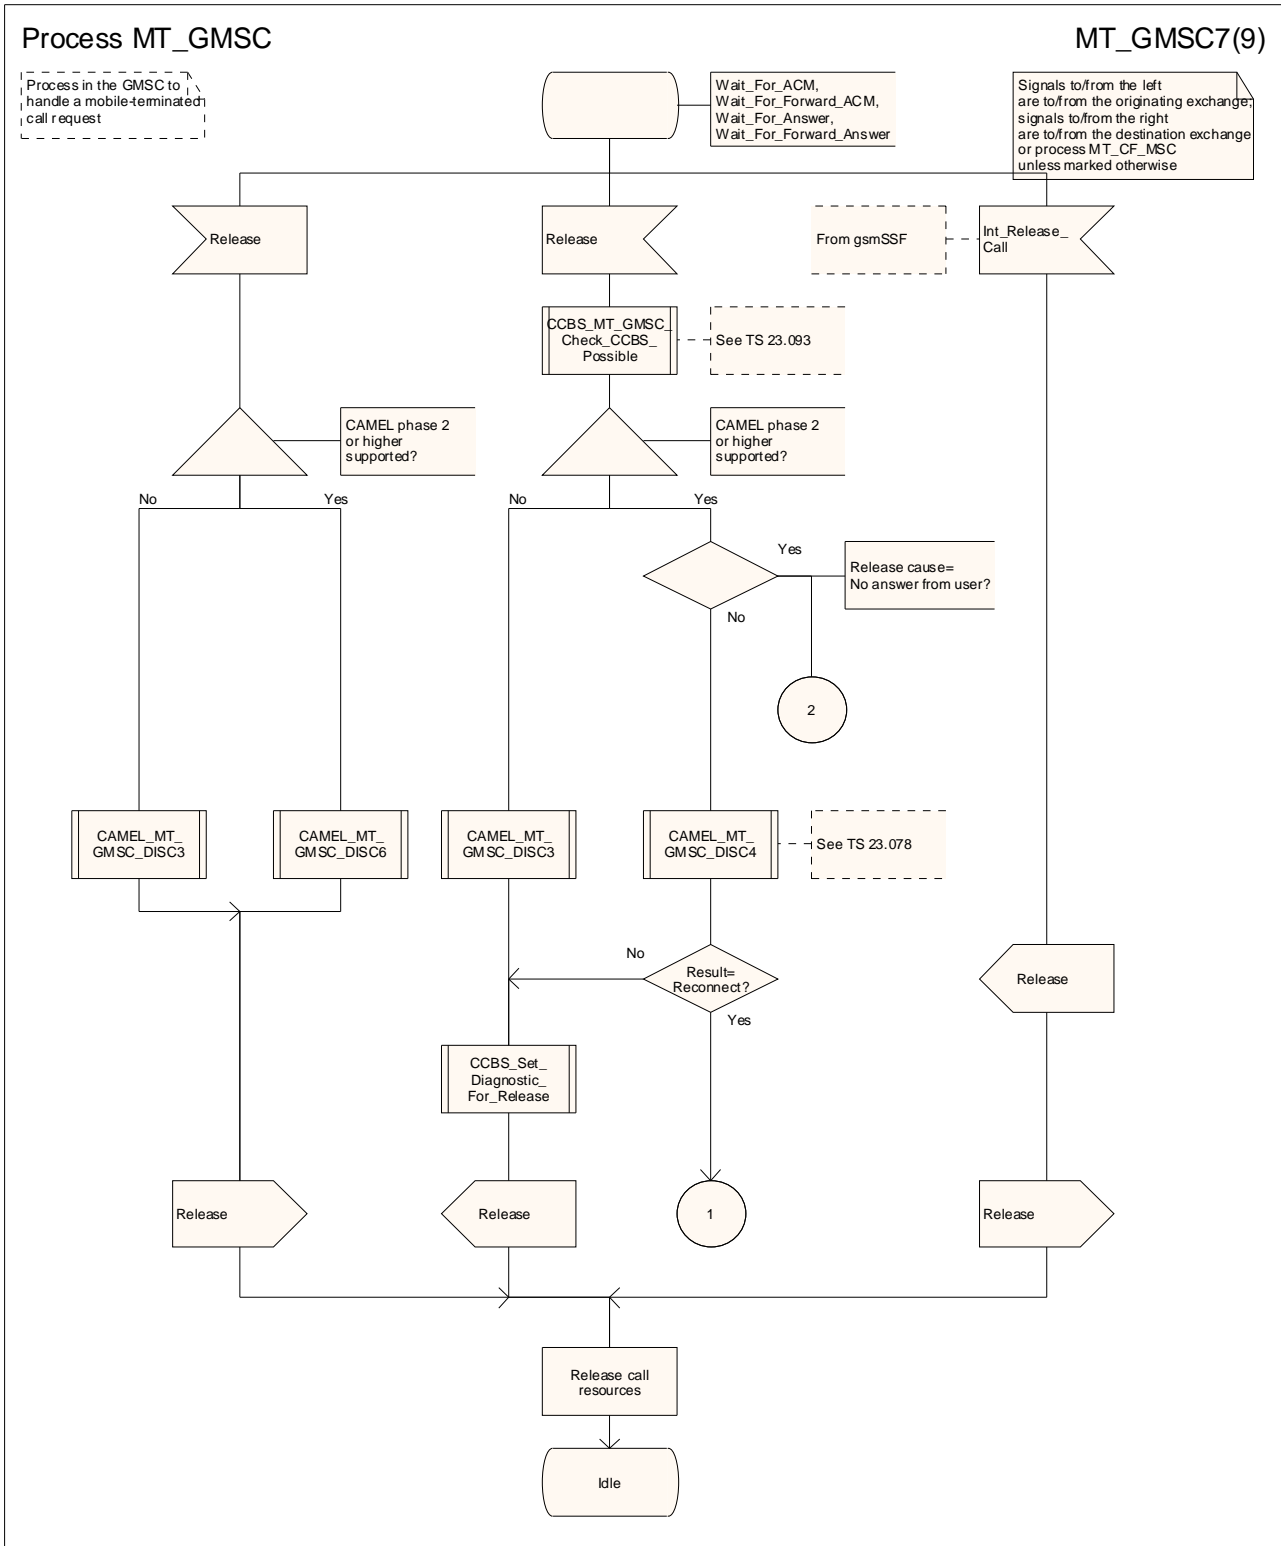 Process MT_GMSC
MT_GMSC7(9)
Process in the GMSC to
handle a mobile-terminated
call request
Wait_For_ACM,
Wait_For_Forward_ACM,
Wait_For_Answer,
Wait_For_Forward_Answer
Signals to/from the left
are to/from the originating exchange;
signals to/from the right
are to/from the destination exchange
or process MT_CF_MSC
unless marked otherwise
Release
Release
From gsmSSF
Int_Release_
Call
CCBS_MT_GMSC_
Check_CCBS_
Possible
See TS 23.093
CAMEL phase 2
or higher
supported?
CAMEL phase 2
or higher
supported?
No
Yes
No
Yes
Yes
Release cause=
No answer from user?
No
2
CAMEL_MT_
GMSC_DISC3
CAMEL_MT_
GMSC_DISC6
CAMEL_MT_
GMSC_DISC3
CAMEL_MT_
GMSC_DISC4
See TS 23.078
No
Result=
Reconnect?
Release
Yes
CCBS_Set_
Diagnostic_
For_Release
Release
Release
1
Release
Release call
resources
Idle